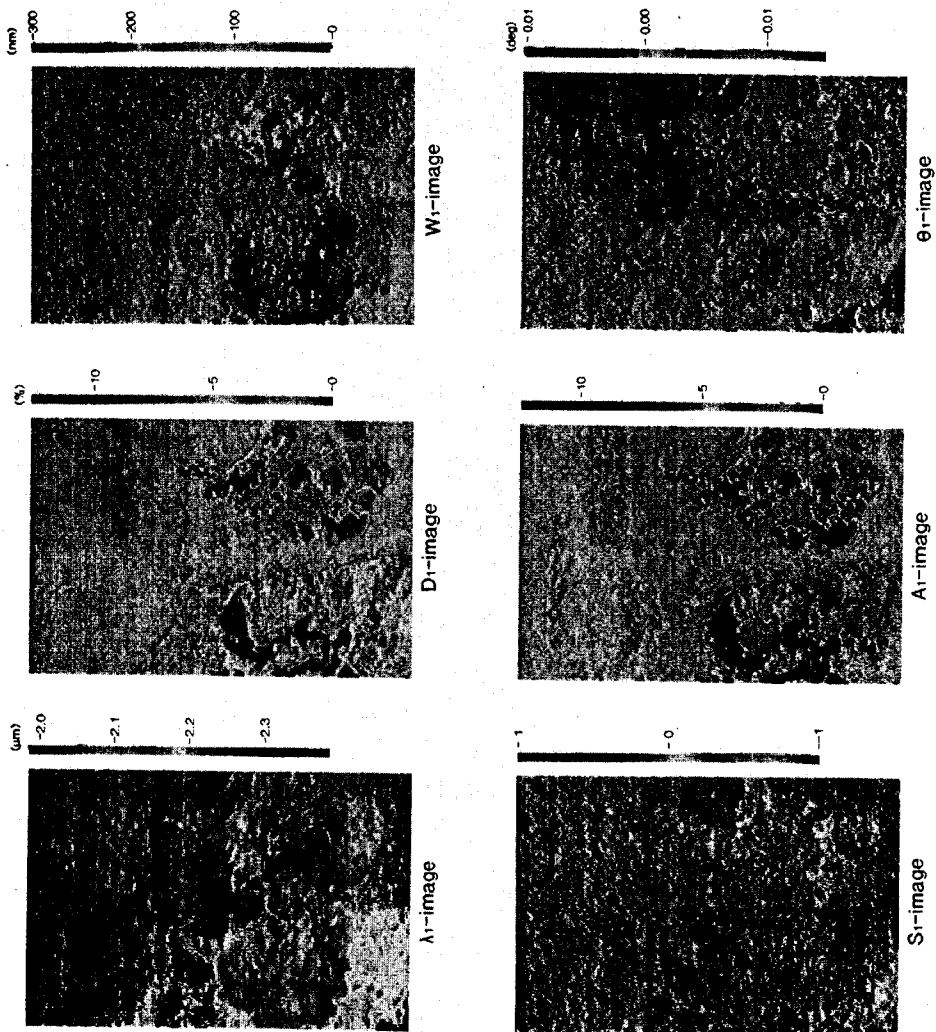 (nm)
-300
-200
-100
-0
W₁-image
(deg)
-0.01
-0.00
--0.01
θ₁-image
(%)
-10
-5
-0
D₁-image
-10
-5
-0
A₁-image
(μm)
-2.0
-2.1
-2.2
-2.3
λ₁-image
1
-0
-1
S₁-image